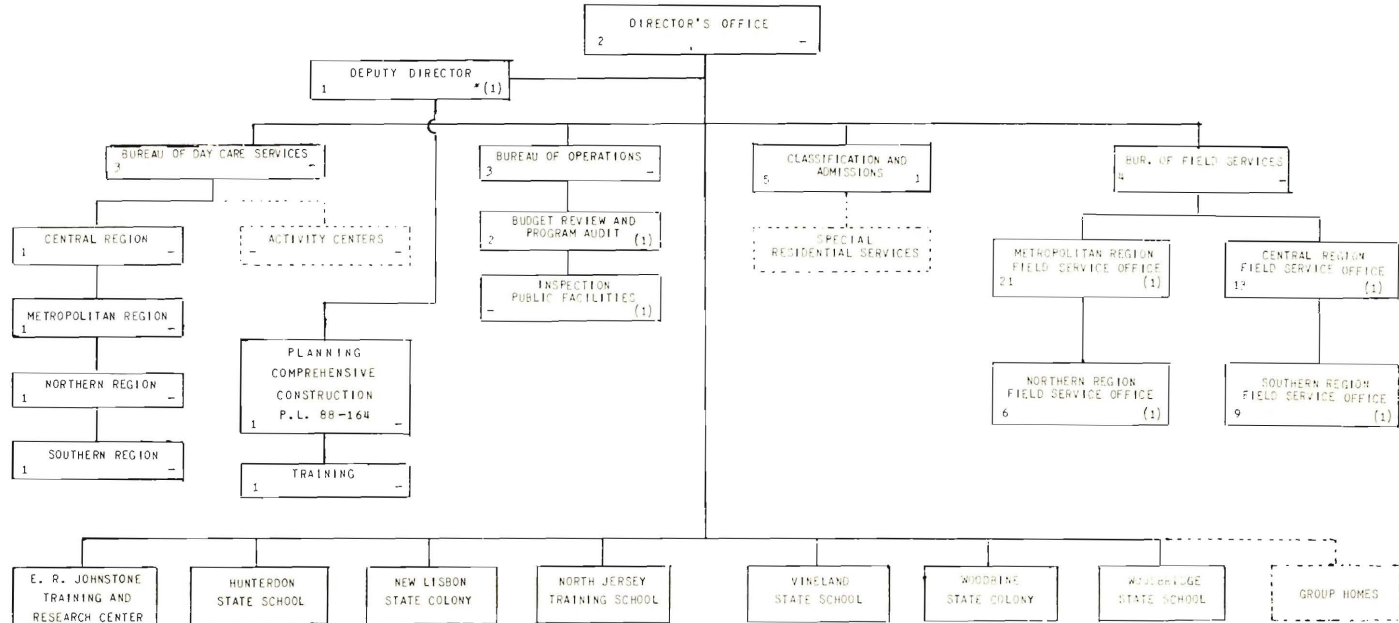 DIRECTOR'S OFFICE
2 –
DEPUTY DIRECTOR
1 *(1)
BUREAU OF DAY CARE SERVICES
3 –
BUREAU OF OPERATIONS
3 –
CLASSIFICATION AND
ADMISSIONS
5 1
BUR. OF FIELD SERVICES
4 –
CENTRAL REGION
1 –
ACTIVITY CENTERS
– –
BUDGET REVIEW AND
PROGRAM AUDIT
2 (1)
SPECIAL
RESIDENTIAL SERVICES
METROPOLITAN REGION
FIELD SERVICE OFFICE
21 (1)
CENTRAL REGION
FIELD SERVICE OFFICE
13 (1)
METROPOLITAN REGION
1 –
INSPECTION
PUBLIC FACILITIES
– (1)
PLANNING
COMPREHENSIVE
CONSTRUCTION
P.L. 88-164
1 –
NORTHERN REGION
1 –
NORTHERN REGION
FIELD SERVICE OFFICE
6 (1)
SOUTHERN REGION
FIELD SERVICE OFFICE
9 (1)
SOUTHERN REGION
1 –
TRAINING
1 –
E. R. JOHNSTONE
TRAINING AND
RESEARCH CENTER
HUNTERDON
STATE SCHOOL
NEW LISBON
STATE COLONY
NORTH JERSEY
TRAINING SCHOOL
VINELAND
STATE SCHOOL
WOODBINE
STATE COLONY
WOODBRIDGE
STATE SCHOOL
GROUP HOMES